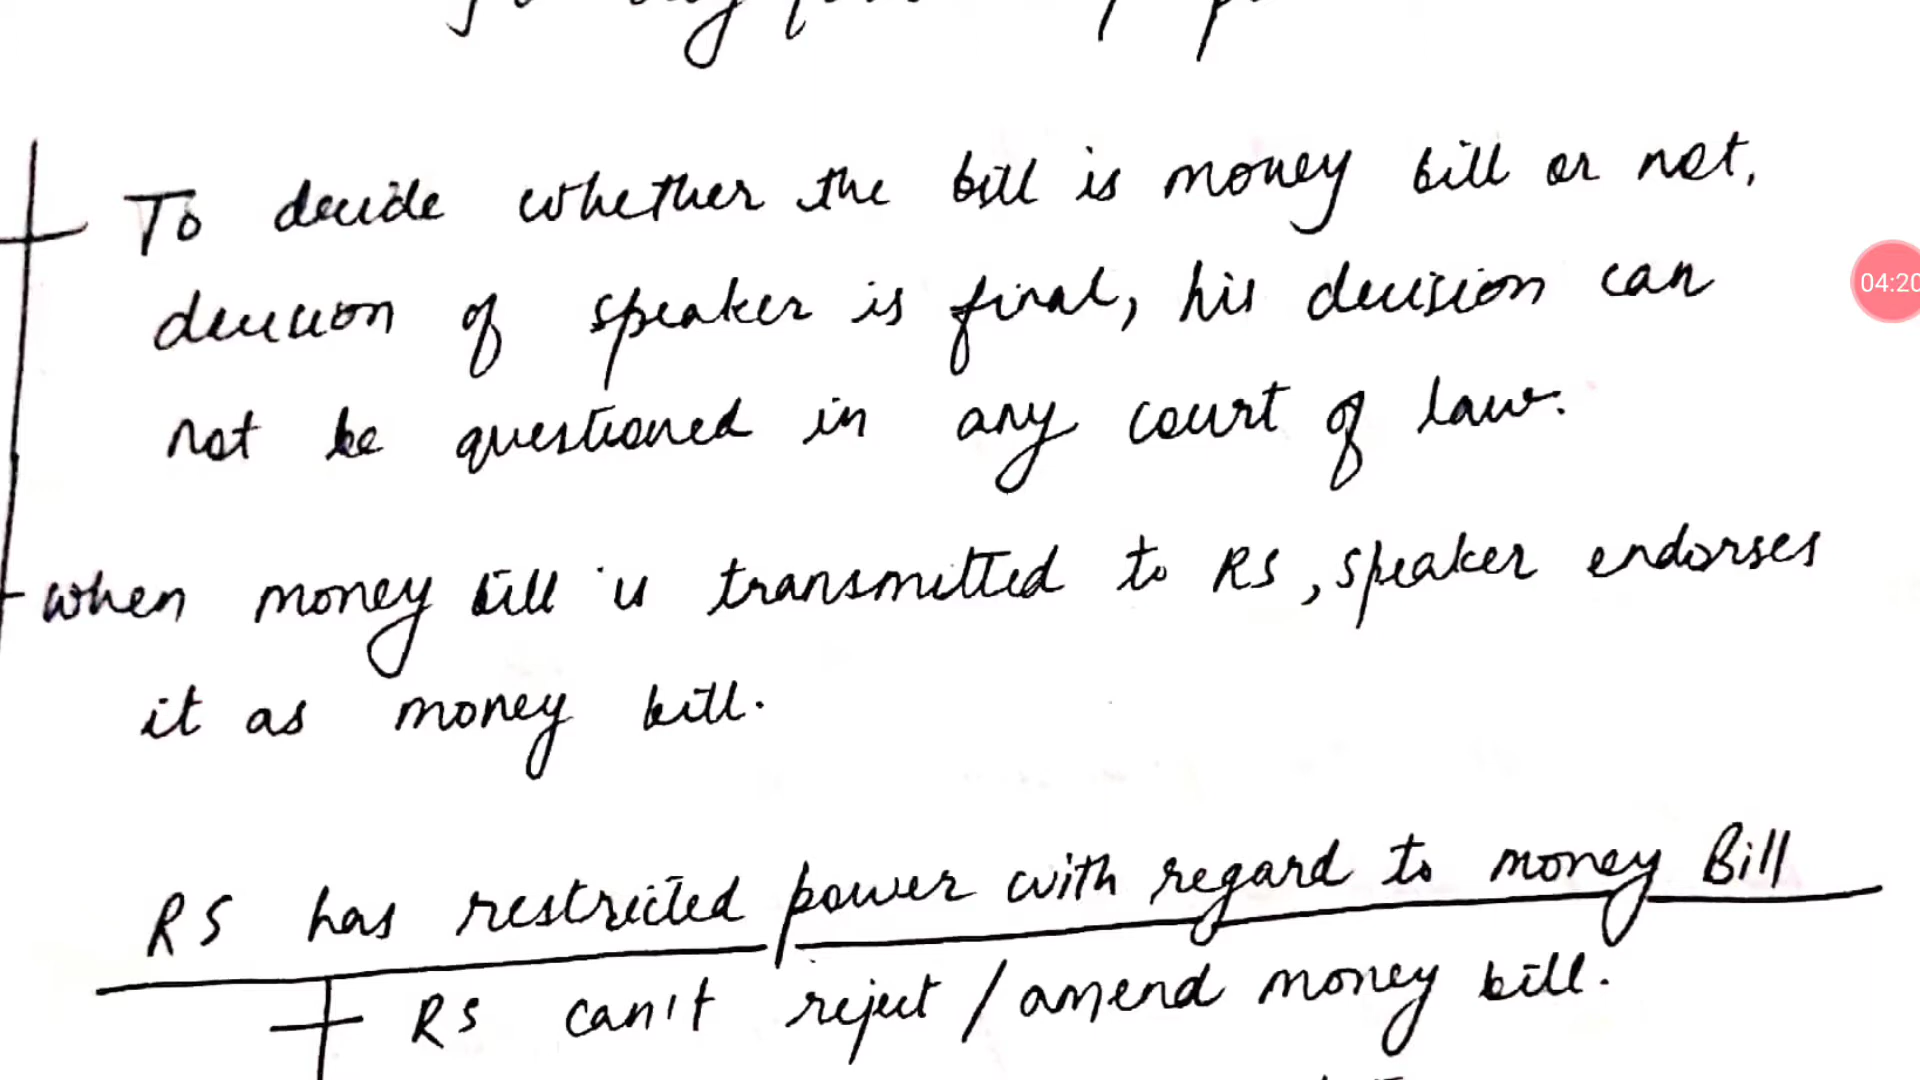 To decide whether the bill is money bill or not,
decision of speaker is final, his decision can
not be questioned in any court of law.
when money bill is transmitted to RS, speaker endorses
it as money bill.
RS has restricted power with regard to money Bill
RS can't reject / amend money bill.
04:20